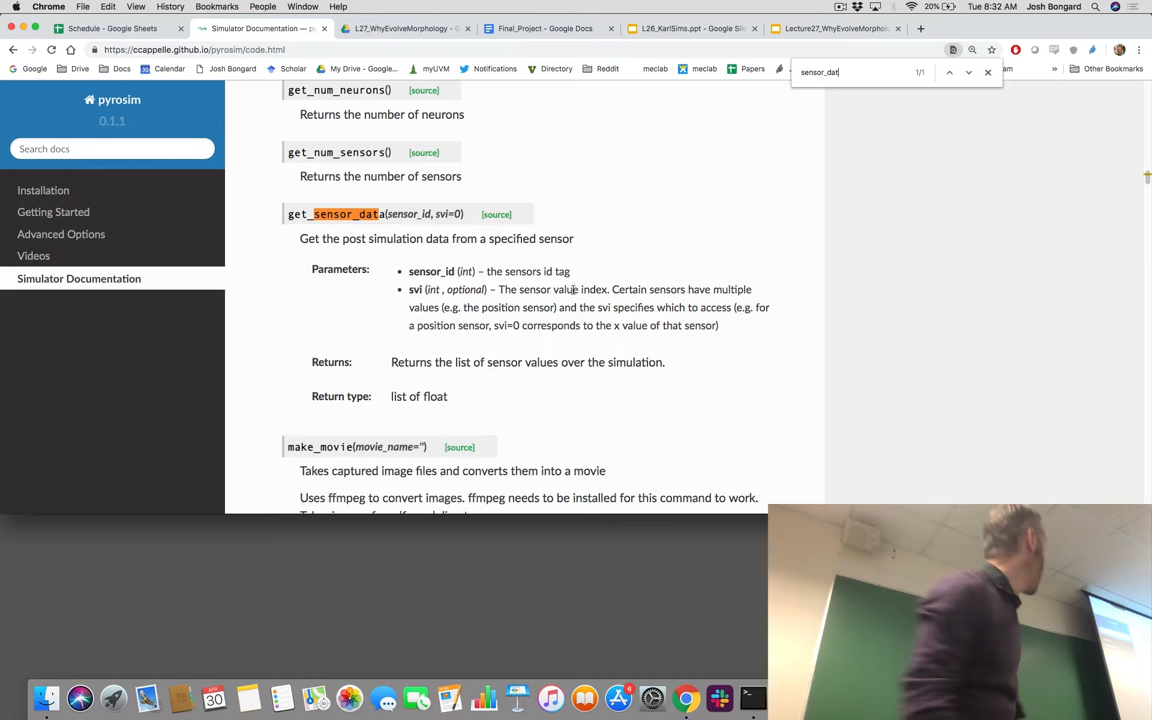 Chrome File Edit View History Bookmarks People Window Help
20% Tue 8:32 AM Josh Bongard
Schedule - Google Sheets
Simulator Documentation — py
L27_WhyEvolveMorphology - G
Final_Project - Google Docs
L26_KarlSims.ppt - Google Sli
Lecture27_WhyEvolveMorpholo
https://ccappelle.github.io/pyrosim/code.html
Google Drive Docs Calendar Josh Bongard Scholar My Drive - Google... myUVM Directory Reddit meclab meclab Papers
Other Bookmarks
sensor_dat 1/1
pyrosim
0.1.1
Search docs
Installation
Getting Started
Advanced Options
Videos
Simulator Documentation
get_num_neurons() [source]
Returns the number of neurons
get_num_sensors() [source]
Returns the number of sensors
get_sensor_data(sensor_id, svi=0) [source]
Get the post simulation data from a specified sensor
Parameters:
• sensor_id (int) – the sensors id tag
• svi (int , optional) – The sensor value index. Certain sensors have multiple
values (e.g. the position sensor) and the svi specifies which to access (e.g. for
a position sensor, svi=0 corresponds to the x value of that sensor)
Returns: Returns the list of sensor values over the simulation.
Return type: list of float
make_movie(movie_name='') [source]
Takes captured image files and converts them into a movie
Uses ffmpeg to convert images. ffmpeg needs to be installed for this command to work.